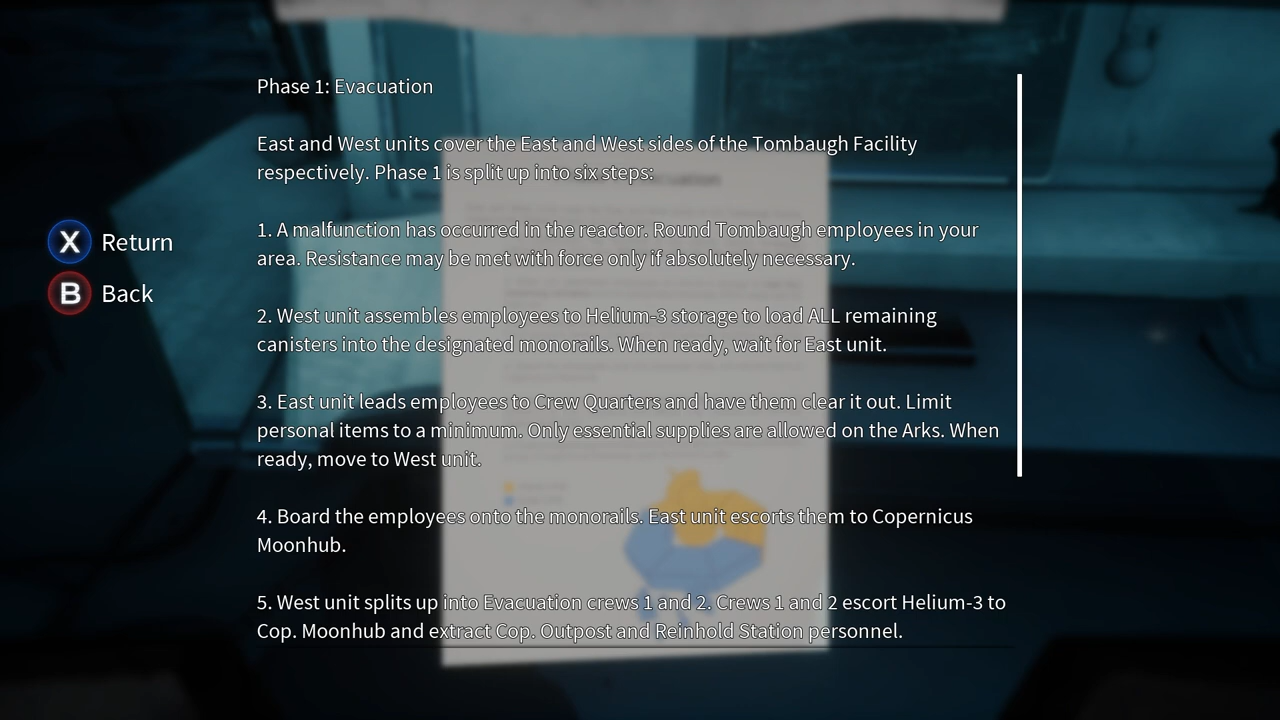 Phase 1: Evacuation
East and West units cover the East and West sides of the Tombaugh Facility
respectively. Phase 1 is split up into six steps:
1. A malfunction has occurred in the reactor. Round Tombaugh employees in your
area. Resistance may be met with force only if absolutely necessary.
X Return
B Back
2. West unit assembles employees to Helium-3 storage to load ALL remaining
canisters into the designated monorails. When ready, wait for East unit.
3. East unit leads employees to Crew Quarters and have them clear it out. Limit
personal items to a minimum. Only essential supplies are allowed on the Arks. When
ready, move to West unit.
4. Board the employees onto the monorails. East unit escorts them to Copernicus
Moonhub.
5. West unit splits up into Evacuation crews 1 and 2. Crews 1 and 2 escort Helium-3 to
Cop. Moonhub and extract Cop. Outpost and Reinhold Station personnel.